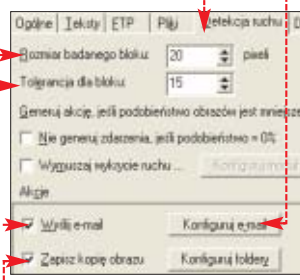 Ogólne Teksty FTP Pliki Detekcja ruchu D
Rozmiar badanego bloku: 20 pixeli
Tolerancja dla bloku: 15
Generuj akcję, jeśli podobieństwo obrazów jest mniejsze
Nie generuj zdarzenia, jeśli podobieństwo = 0%
Wymuszaj wykrycie ruchu ... Konfiguruj
Akcje
Wyślij e-mail Konfiguruj e-mail
Zapisz kopię obrazu Konfiguruj foldery